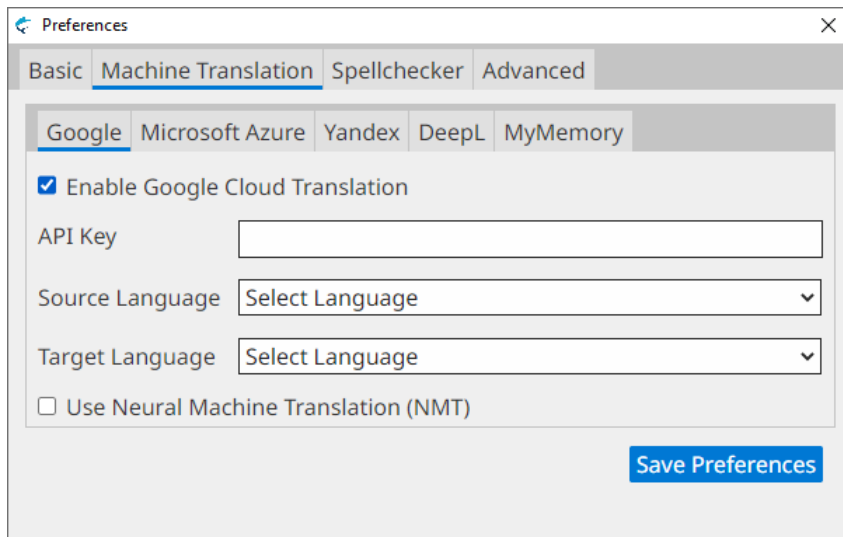 Preferences
Basic Machine Translation Spellchecker Advanced
Google Microsoft Azure Yandex DeepL MyMemory
Enable Google Cloud Translation
API Key
Source Language Select Language
Target Language Select Language
Use Neural Machine Translation (NMT)
Save Preferences